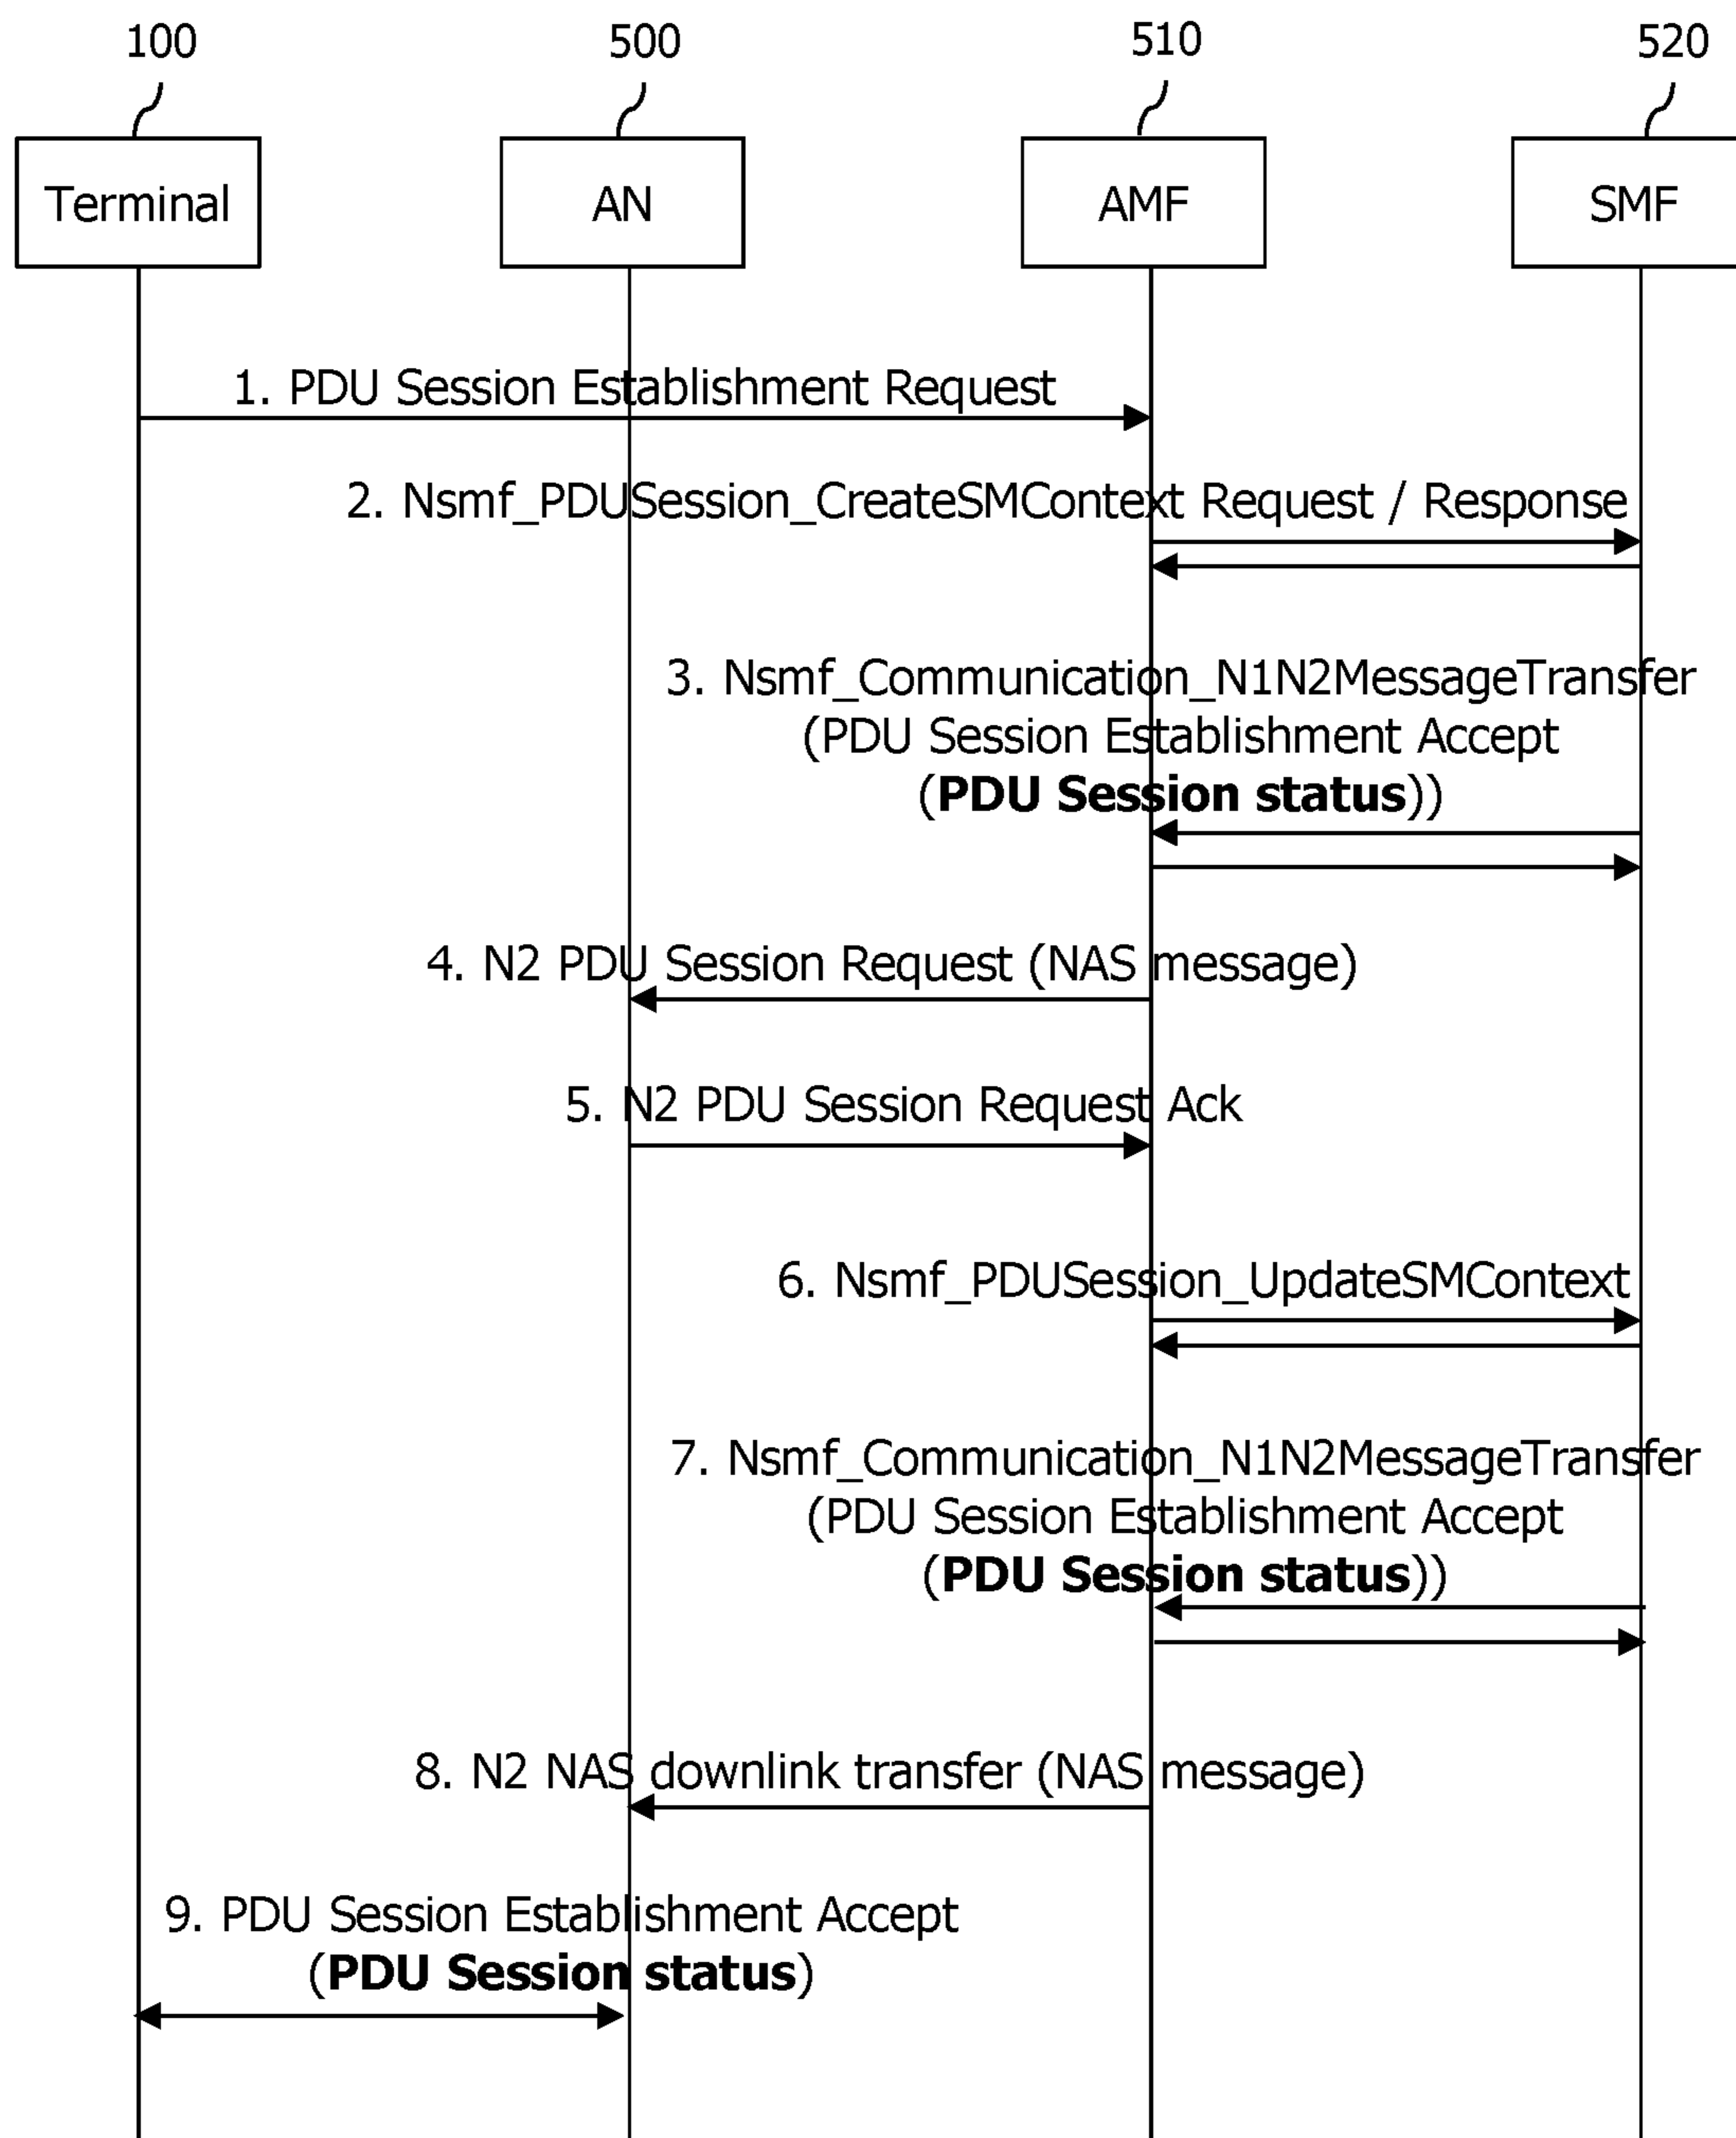 100
500
510
520
Terminal
AN
AMF
SMF
1. PDU Session Establishment Request
2. Nsmf_PDUSession_CreateSMContext Request / Response
3. Nsmf_Communication_N1N2MessageTransfer
(PDU Session Establishment Accept
(PDU Session status))
4. N2 PDU Session Request (NAS message)
5. N2 PDU Session Request Ack
6. Nsmf_PDUSession_UpdateSMContext
7. Nsmf_Communication_N1N2MessageTransfer
(PDU Session Establishment Accept
(PDU Session status))
8. N2 NAS downlink transfer (NAS message)
9. PDU Session Establishment Accept
(PDU Session status)